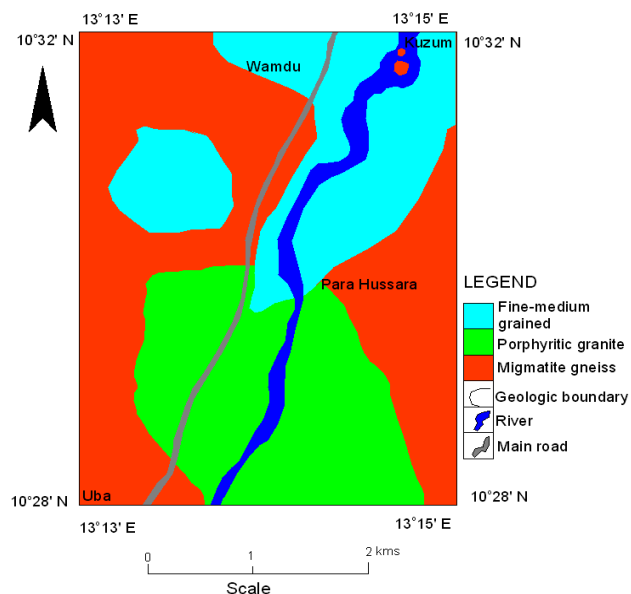 13°13' E
13°15' E
10°32' N
Kuzum
10°32' N
Wamdu
Para Hussara
LEGEND
Fine-medium
grained
Porphyritic granite
Migmatite gneiss
Geologic boundary
River
Main road
Uba
10°28' N
10°28' N
13°13' E
13°15' E
0
1
2 kms
Scale